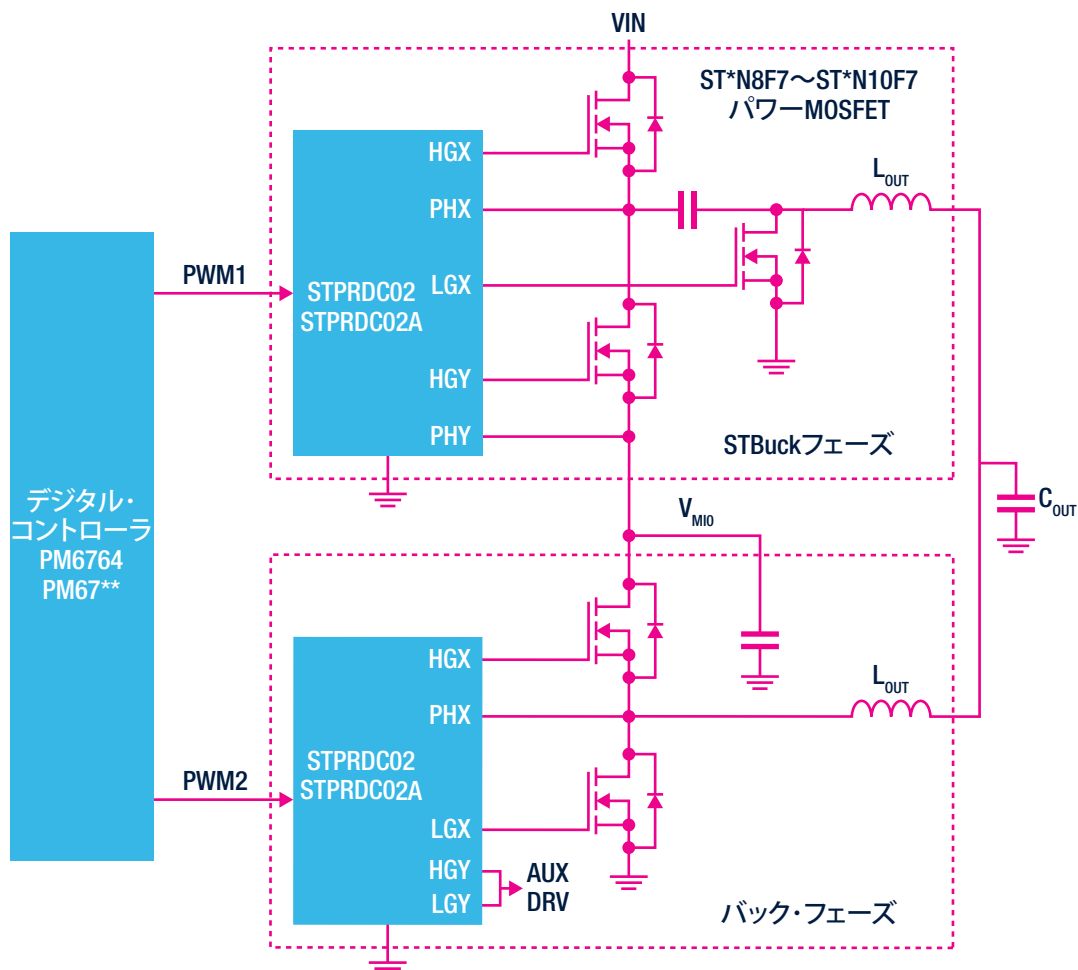 VIN
ST*N8F7～ST*N10F7
パワーMOSFET
HGX
PHX
LGX
HGY
PHY
STPRDC02
STPRDC02A
L_OUT
PWM1
STBuckフェーズ
デジタル・
コントローラ
PM6764
PM67**
C_OUT
V_MIO
HGX
PHX
STPRDC02
STPRDC02A
LGX
HGY
LGY
L_OUT
PWM2
AUX
DRV
バック・フェーズ